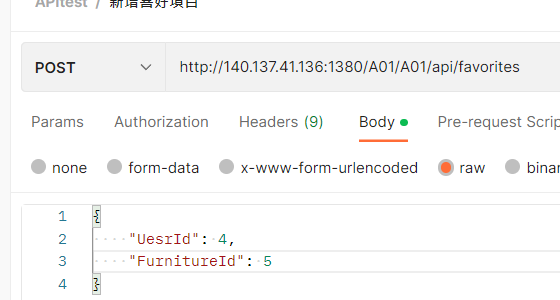 APItest / 新增喜好項目
POST http://140.137.41.136:1380/A01/A01/api/favorites
Params Authorization Headers (9) Body Pre-request Scrip
none form-data x-www-form-urlencoded raw binar
1 {
2 "UesrId": 4,
3 "FurnitureId": 5
4 }